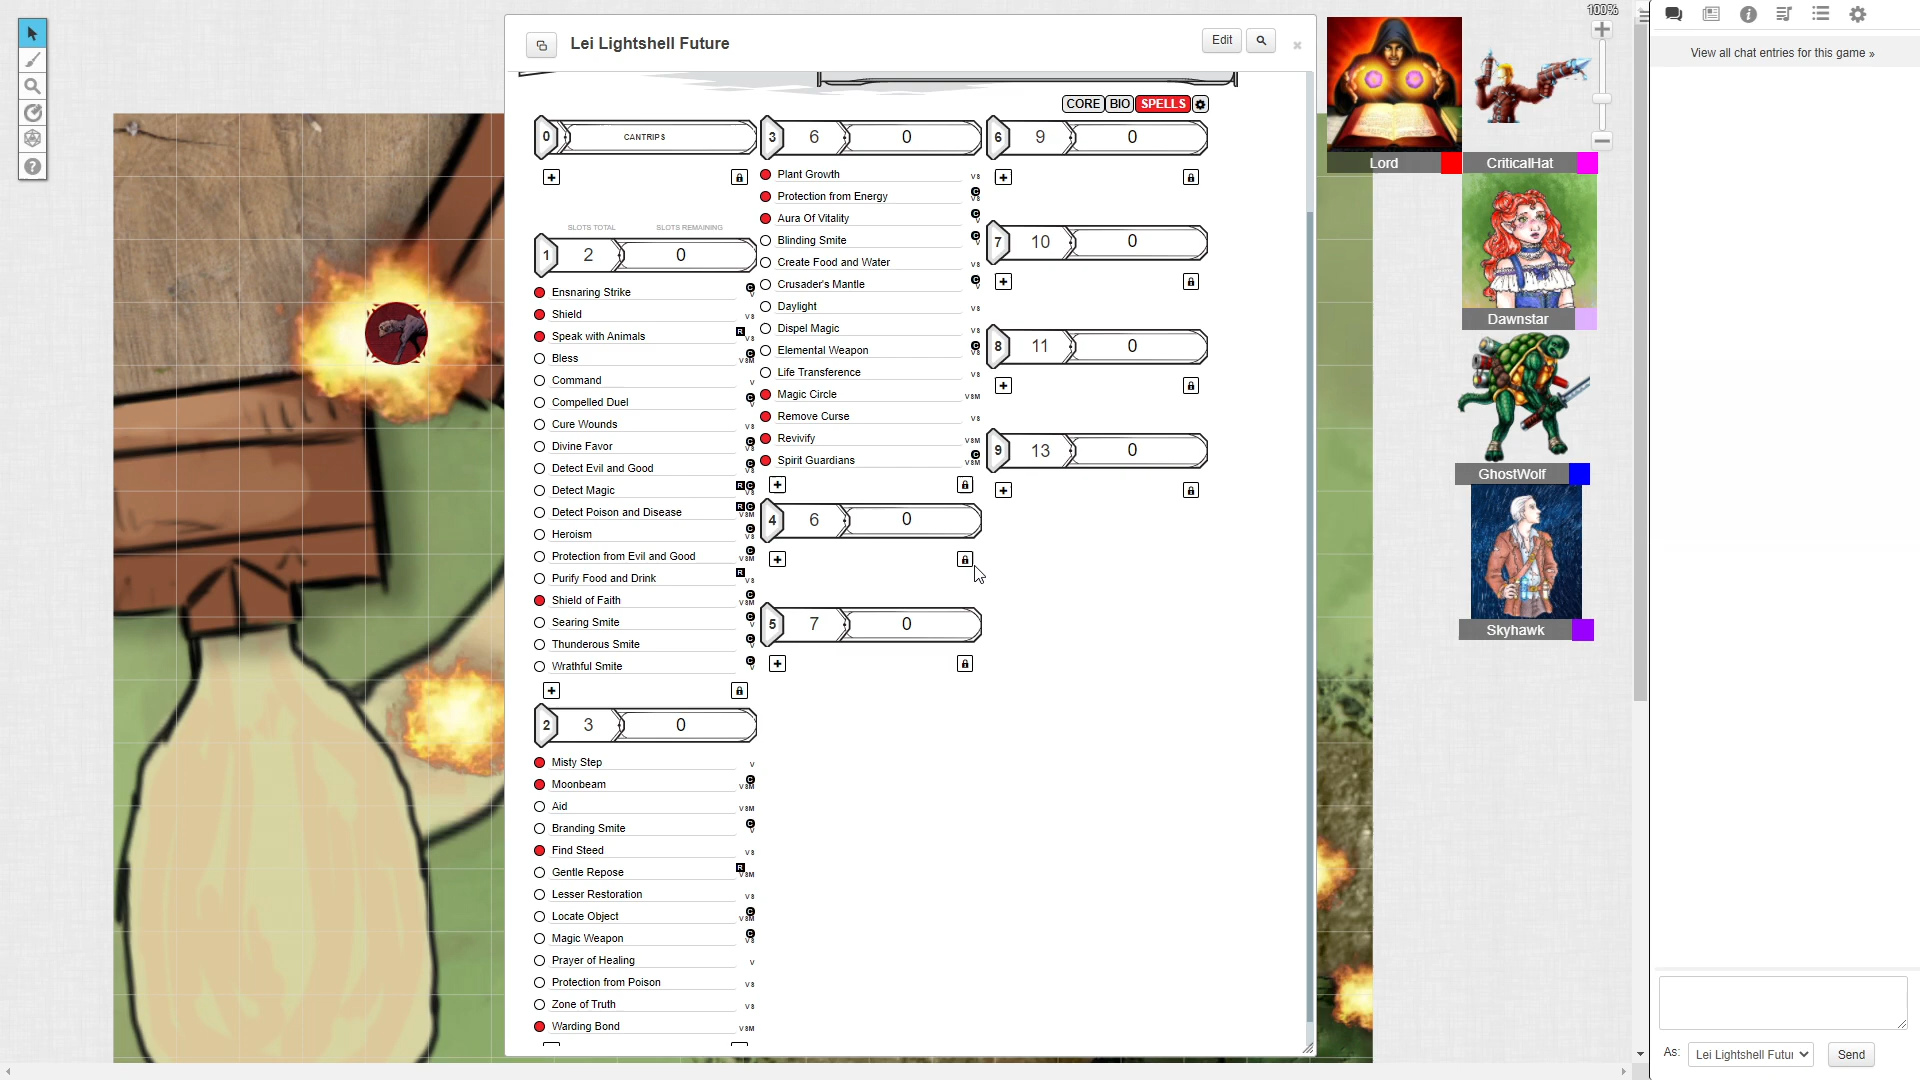 Lei Lightshell Future
Edit
100%
View all chat entries for this game »
CORE BIO SPELLS
0 CANTRIPS
SLOTS TOTAL SLOTS REMAINING
1 2 0
Ensnaring Strike C V
Shield V S
Speak with Animals R V S
Bless C V S M
Command V
Compelled Duel C V
Cure Wounds V S
Divine Favor C V S
Detect Evil and Good C V S
Detect Magic R C V S
Detect Poison and Disease R C V S M
Heroism C V S
Protection from Evil and Good C V S M
Purify Food and Drink R V S
Shield of Faith C V S M
Searing Smite C V
Thunderous Smite C V
Wrathful Smite C V
2 3 0
Misty Step V
Moonbeam C V S M
Aid V S M
Branding Smite C V
Find Steed V S
Gentle Repose R V S M
Lesser Restoration V S
Locate Object C V S M
Magic Weapon C V S
Prayer of Healing V
Protection from Poison V S
Zone of Truth V S
Warding Bond V S M
3 6 0
Plant Growth V S
Protection from Energy C V S
Aura Of Vitality C V
Blinding Smite C V
Create Food and Water V S
Crusader's Mantle C V
Daylight V S
Dispel Magic V S
Elemental Weapon C V S
Life Transference V S
Magic Circle V S M
Remove Curse V S
Revivify V S M
Spirit Guardians C V S M
4 6 0
5 7 0
6 9 0
7 10 0
8 11 0
9 13 0
Lord
CriticalHat
Dawnstar
GhostWolf
Skyhawk
As: Lei Lightshell Futur
Send